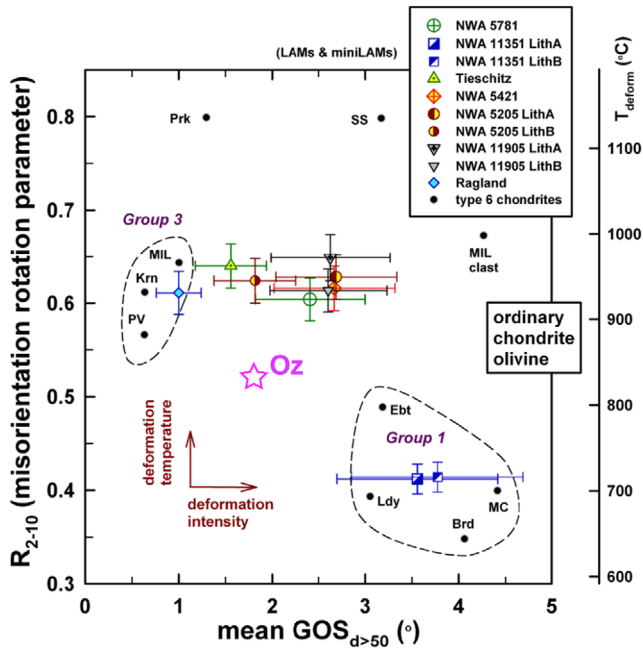 (LAMs & miniLAMs)
NWA 5781
NWA 11351 LithA
NWA 11351 LithB
Tieschitz
NWA 5421
NWA 5205 LithA
NWA 5205 LithB
NWA 11905 LithA
NWA 11905 LithB
Ragland
type 6 chondrites
Prk
SS
Group 3
MIL
Krn
PV
MIL
clast
ordinary
chondrite
olivine
Oz
Ebt
Group 1
Ldy
MC
Brd
deformation
temperature
deformation
intensity
R2-10 (misorientation rotation parameter)
0.8
0.7
0.6
0.5
0.4
0.3
0
1
2
3
4
5
mean GOSd>50 (o)
Tdeform (oC)
1100
1000
900
800
700
600